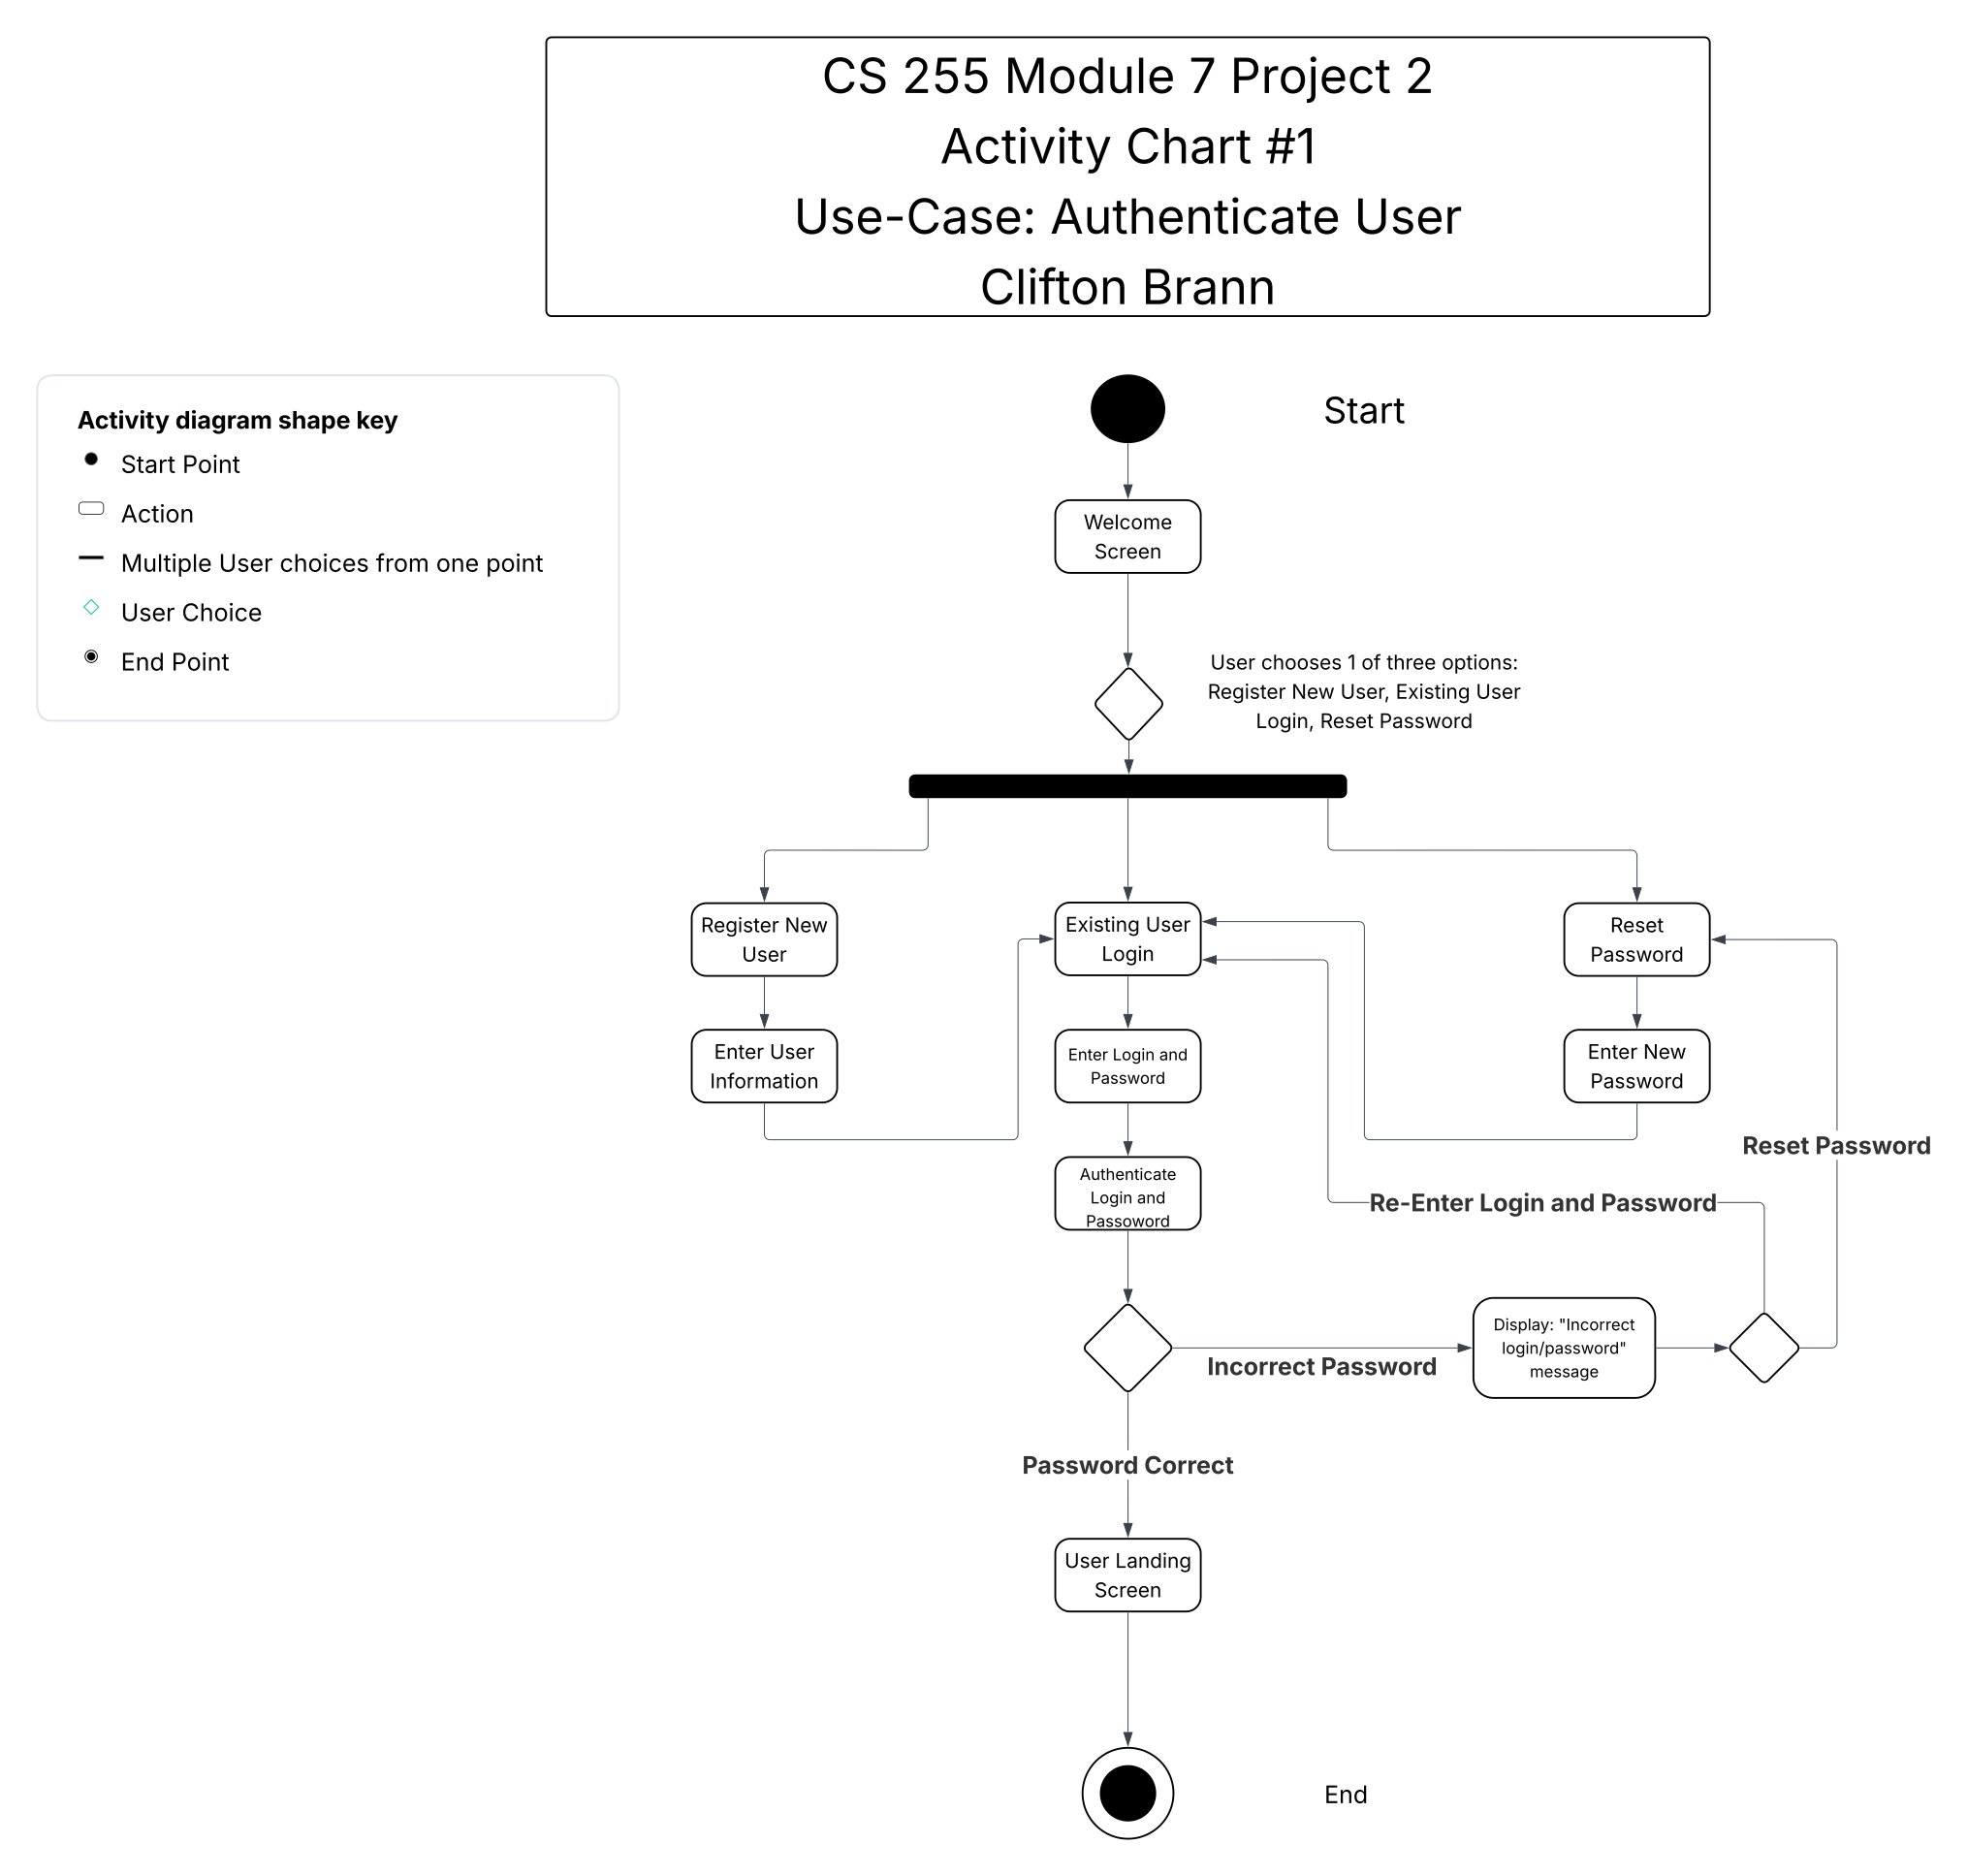 CS 255 Module 7 Project 2
Activity Chart #1
Use-Case: Authenticate User
Clifton Brann
Activity diagram shape key
Start Point
Action
Multiple User choices from one point
User Choice
End Point
Start
Welcome
Screen
User chooses 1 of three options:
Register New User, Existing User
Login, Reset Password
Register New
User
Existing User
Login
Reset
Password
Enter User
Information
Enter Login and
Password
Enter New
Password
Reset Password
Authenticate
Login and
Passoword
Re-Enter Login and Password
Incorrect Password
Display: "Incorrect
login/password"
message
Password Correct
User Landing
Screen
End